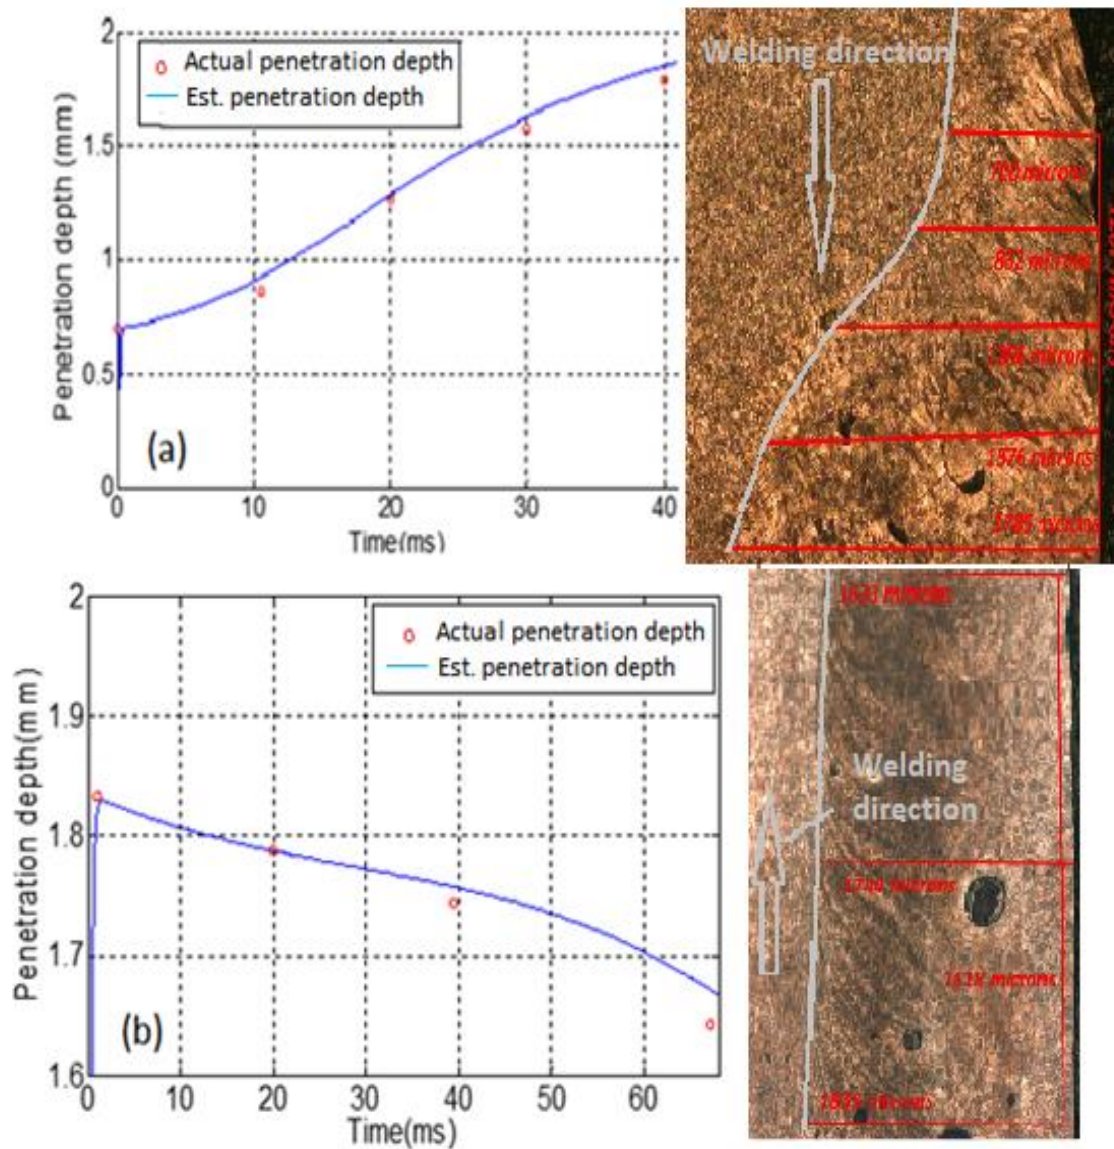 2
1.5
1
0.5
0
Penetration depth (mm)
Actual penetration depth
Est. penetration depth
(a)
0 10 20 30 40
Time(ms)
Welding direction
700 microns
microns
microns
microns
2
1.9
1.8
1.7
1.6
Penetration depth(mm)
Actual penetration depth
Est. penetration depth
(b)
0 10 20 30 40 50 60
Time(ms)
Welding
direction
microns
microns